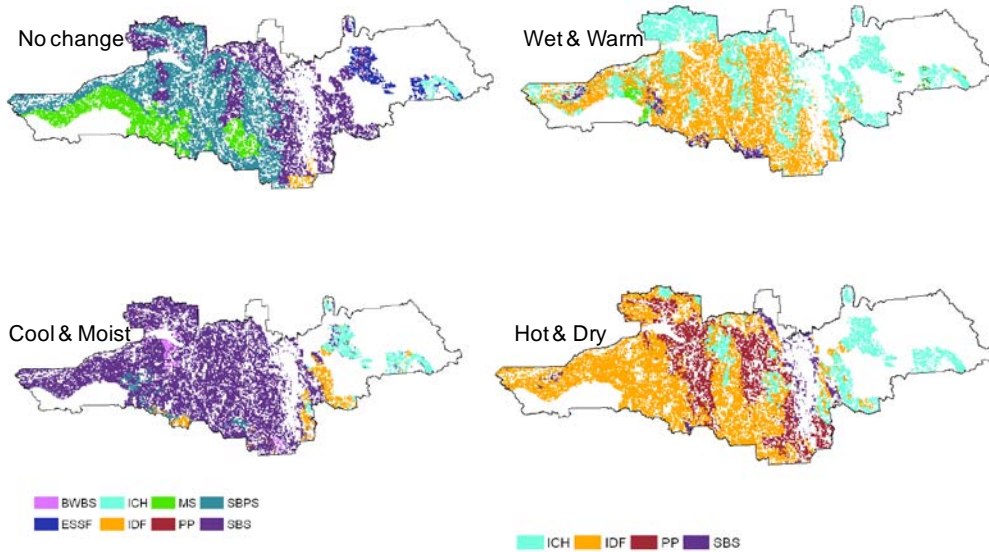 No change
Wet & Warm
Cool & Moist
Hot & Dry
BWBS ICH MS SBPS
ESSF IDF PP SBS
ICH IDF PP SBS